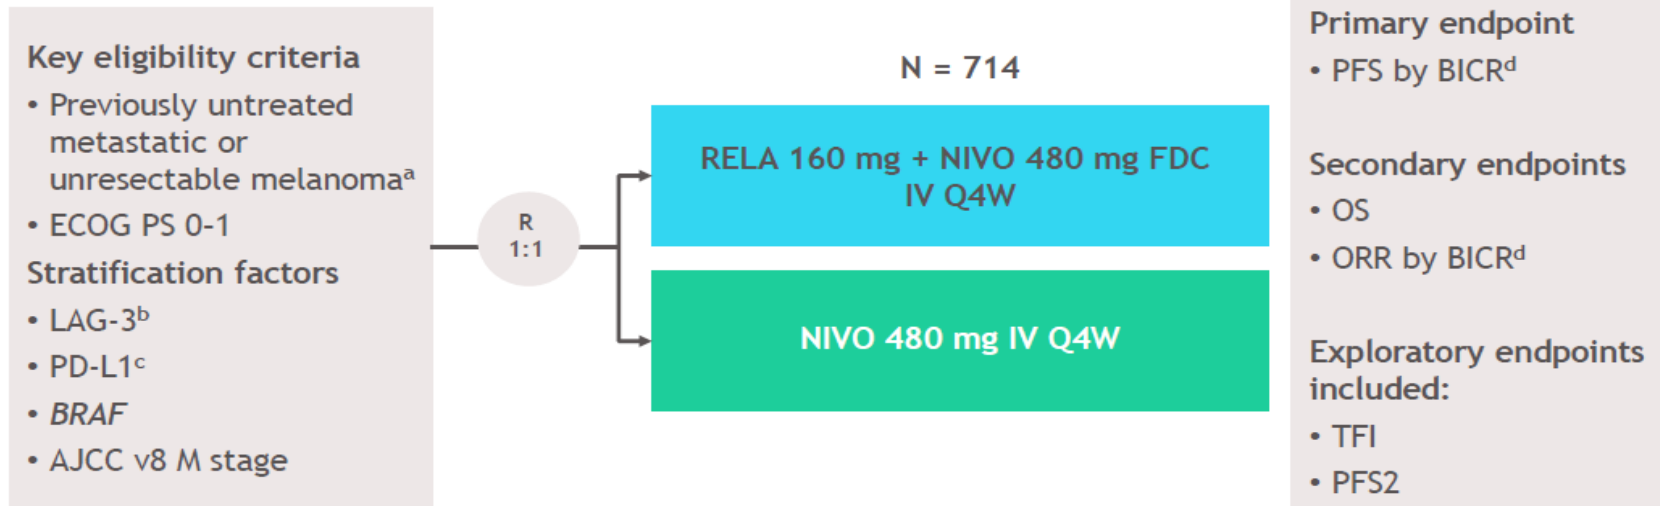 Key eligibility criteria
• Previously untreated
metastatic or
unresectable melanomaᵃ
• ECOG PS 0-1
Stratification factors
• LAG-3ᵇ
• PD-L1ᶜ
• BRAF
• AJCC v8 M stage
R
1:1
N = 714
RELA 160 mg + NIVO 480 mg FDC
IV Q4W
NIVO 480 mg IV Q4W
Primary endpoint
• PFS by BICRᵈ
Secondary endpoints
• OS
• ORR by BICRᵈ
Exploratory endpoints
included:
• TFI
• PFS2